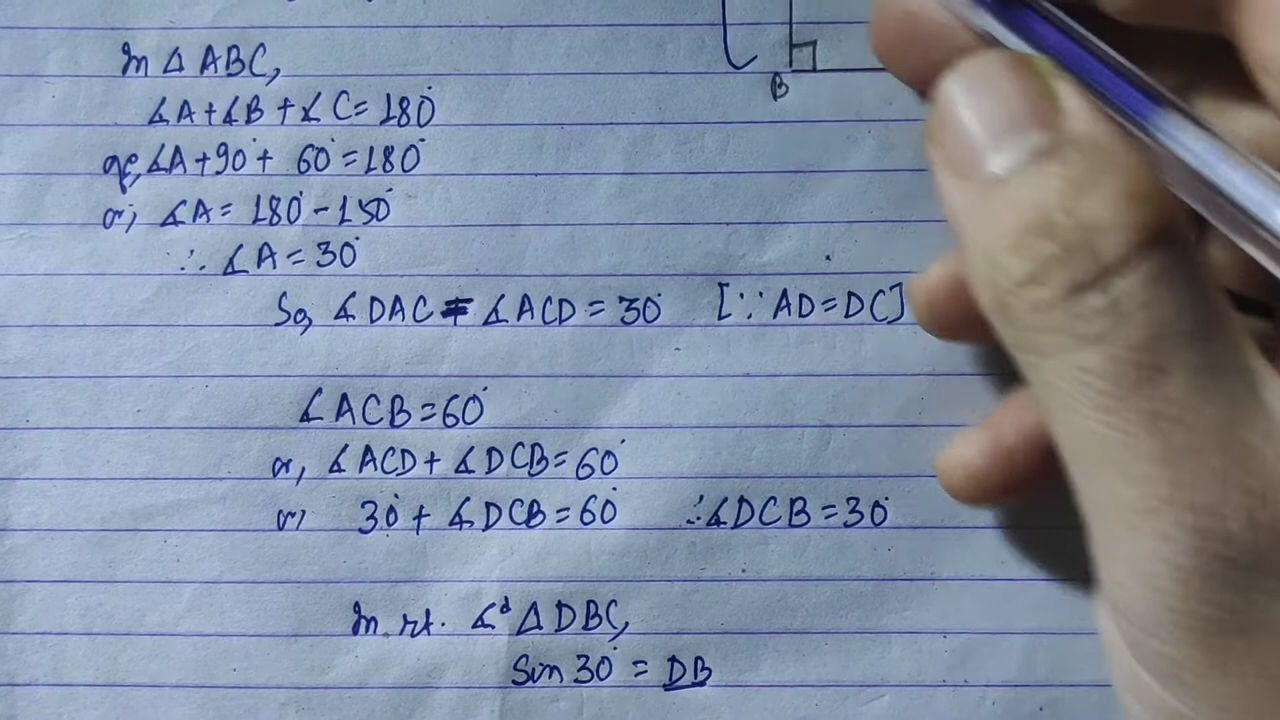 B
In △ ABC,
∡A+∡B+∡C=180°
or, ∡A+90°+ 60°=180°
or, ∡A= 180°-150°
∴ ∡A=30°
So, ∡DAC = ∡ACD = 30° [∵ AD=DC]
∡ACB=60°
or, ∡ACD+ ∡DCB=60°
or, 30°+ ∡DCB=60° ∴∡DCB=30°
In rt. ∡d △DBC,
Sin 30° = DB